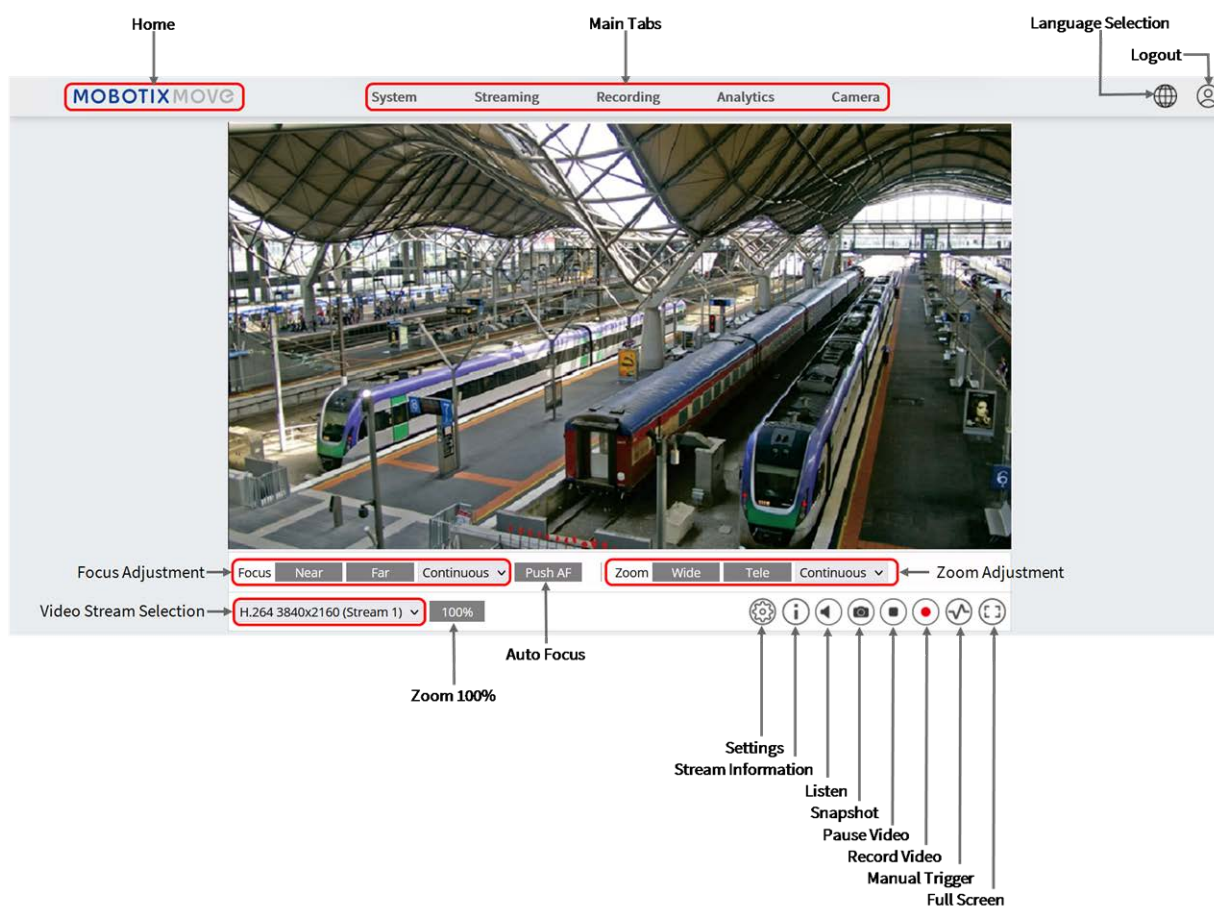 Home
Main Tabs
Language Selection
Logout
MOBOTIX MOVE
System Streaming Recording Analytics Camera
6
Focus Adjustment
Focus Near Far Continuous Push AF Zoom Wide Tele Continuous
Zoom Adjustment
Video Stream Selection
H.264 3840x2160 (Stream 1) 100%
Auto Focus
Zoom 100%
Settings
Stream Information
Listen
Snapshot
Pause Video
Record Video
Manual Trigger
Full Screen